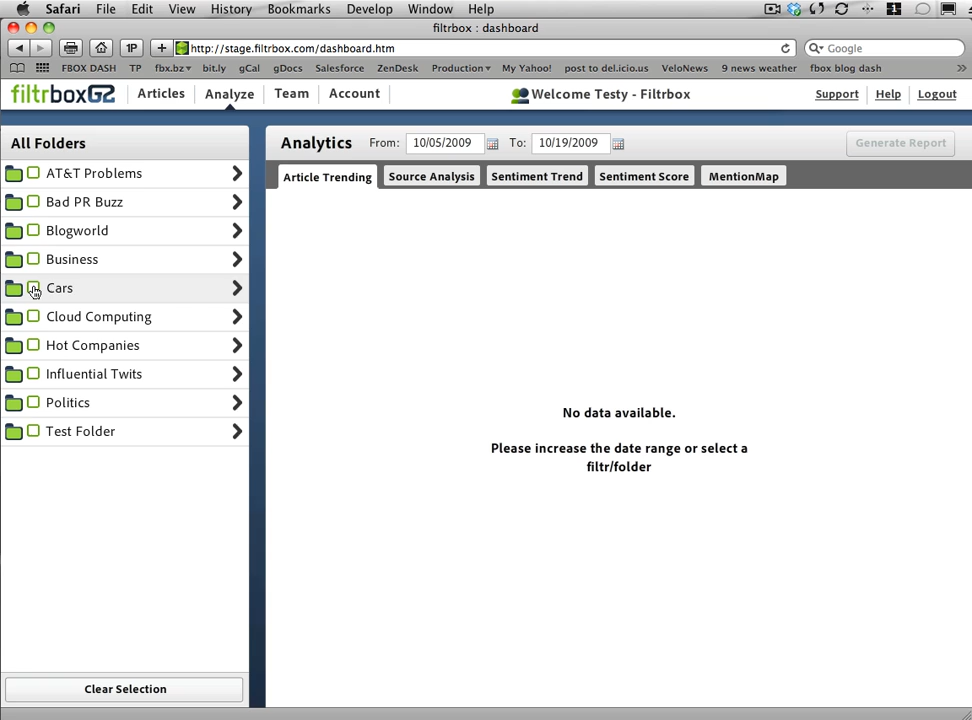 Safari File Edit View History Bookmarks Develop Window Help 1
filtrbox : dashboard
1P + http://stage.filtrbox.com/dashboard.htm Google
FBOX DASH TP fbx.bz bit.ly gCal gDocs Salesforce ZenDesk Production My Yahoo! post to del.icio.us VeloNews 9 news weather fbox blog dash >>
filtrboxG2 Articles Analyze Team Account Welcome Testy - Filtrbox Support Help Logout
All Folders
Analytics From: 10/05/2009 To: 10/19/2009 Generate Report
Article Trending Source Analysis Sentiment Trend Sentiment Score MentionMap
AT&T Problems
Bad PR Buzz
Blogworld
Business
Cars
Cloud Computing
Hot Companies
Influential Twits
Politics
Test Folder
No data available.
Please increase the date range or select a
filtr/folder
Clear Selection